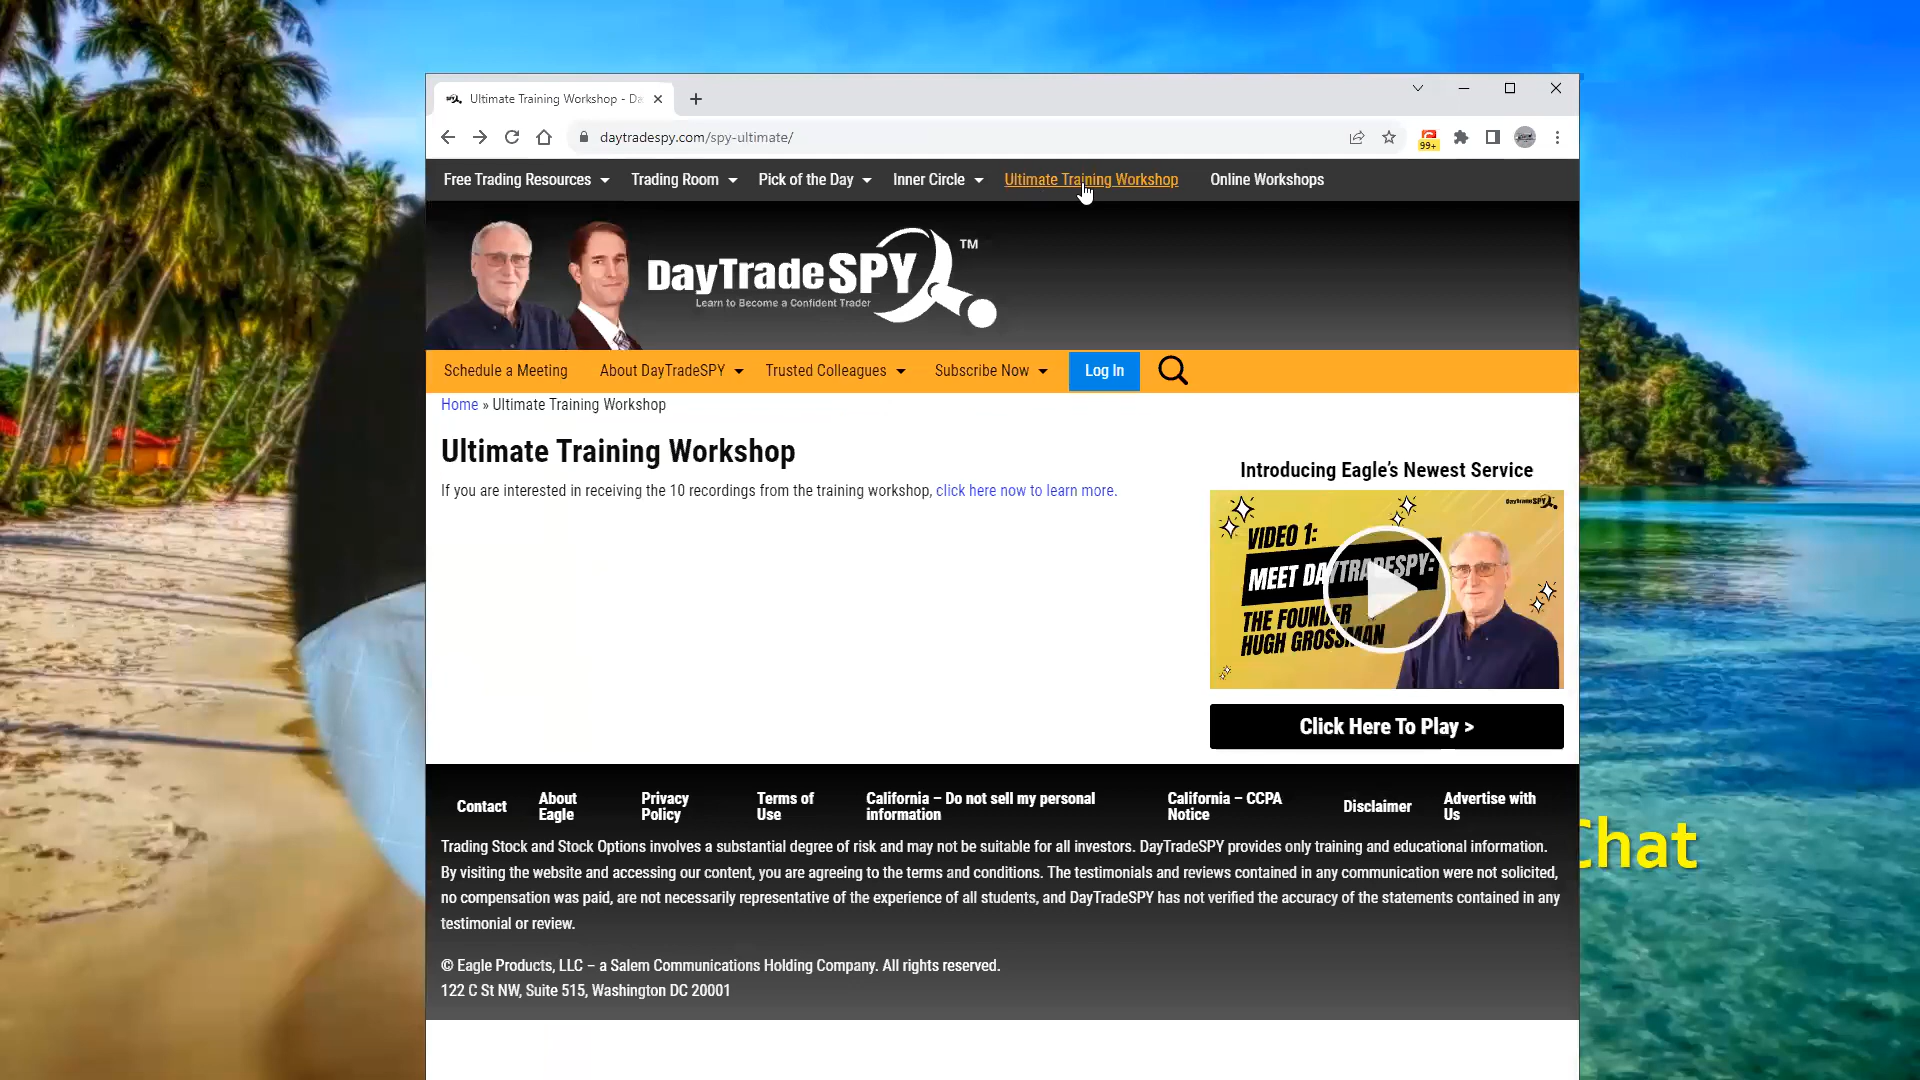 Ultimate Training Workshop - Da
daytradespy.com/spy-ultimate/
99+
Free Trading Resources Trading Room Pick of the Day Inner Circle Ultimate Training Workshop Online Workshops
DayTradeSPY TM
Learn to Become a Confident Trader
Schedule a Meeting About DayTradeSPY Trusted Colleagues Subscribe Now Log In
Home » Ultimate Training Workshop
Ultimate Training Workshop
If you are interested in receiving the 10 recordings from the training workshop, click here now to learn more.
Introducing Eagle's Newest Service
DayTradeSPY
VIDEO 1:
MEET DAYTRADESPY:
THE FOUNDER
HUGH GROSSMAN
Click Here To Play >
Contact
About
Eagle
Privacy
Policy
Terms of
Use
California – Do not sell my personal
information
California – CCPA
Notice
Disclaimer
Advertise with
Us
Trading Stock and Stock Options involves a substantial degree of risk and may not be suitable for all investors. DayTradeSPY provides only training and educational information.
By visiting the website and accessing our content, you are agreeing to the terms and conditions. The testimonials and reviews contained in any communication were not solicited,
no compensation was paid, are not necessarily representative of the experience of all students, and DayTradeSPY has not verified the accuracy of the statements contained in any
testimonial or review.
© Eagle Products, LLC – a Salem Communications Holding Company. All rights reserved.
122 C St NW, Suite 515, Washington DC 20001
Chat